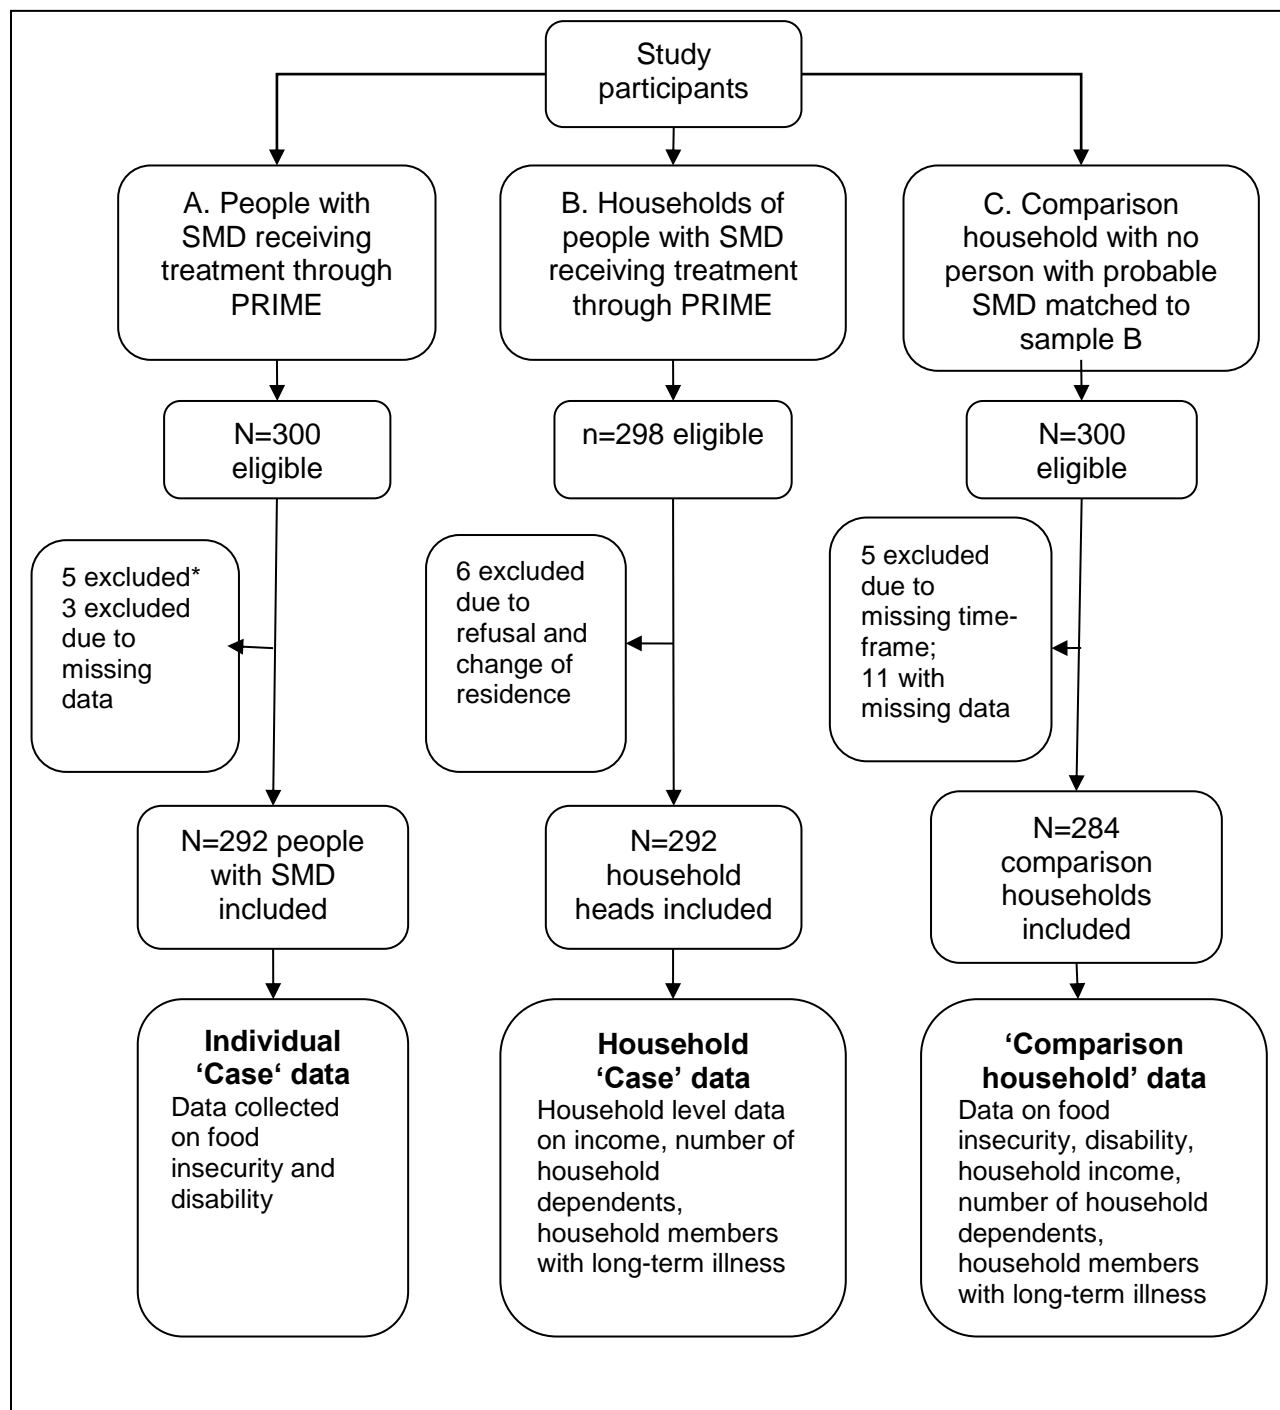 Study
participants
A. People with
SMD receiving
treatment through
PRIME
B. Households of
people with SMD
receiving treatment
through PRIME
C. Comparison
household with no
person with probable
SMD matched to
sample B
N=300
eligible
n=298 eligible
N=300
eligible
5 excluded*
3 excluded
due to
missing
data
6 excluded
due to
refusal and
change of
residence
5 excluded
due to
missing time-
frame;
11 with
missing data
N=292 people
with SMD
included
N=292
household
heads included
N=284
comparison
households
included
Individual
‘Case‘ data
Data collected
on food
insecurity and
disability
Household
‘Case’ data
Household level data
on income, number of
household
dependents,
household members
with long-term illness
‘Comparison
household’ data
Data on food
insecurity, disability,
household income,
number of household
dependents,
household members
with long-term illness